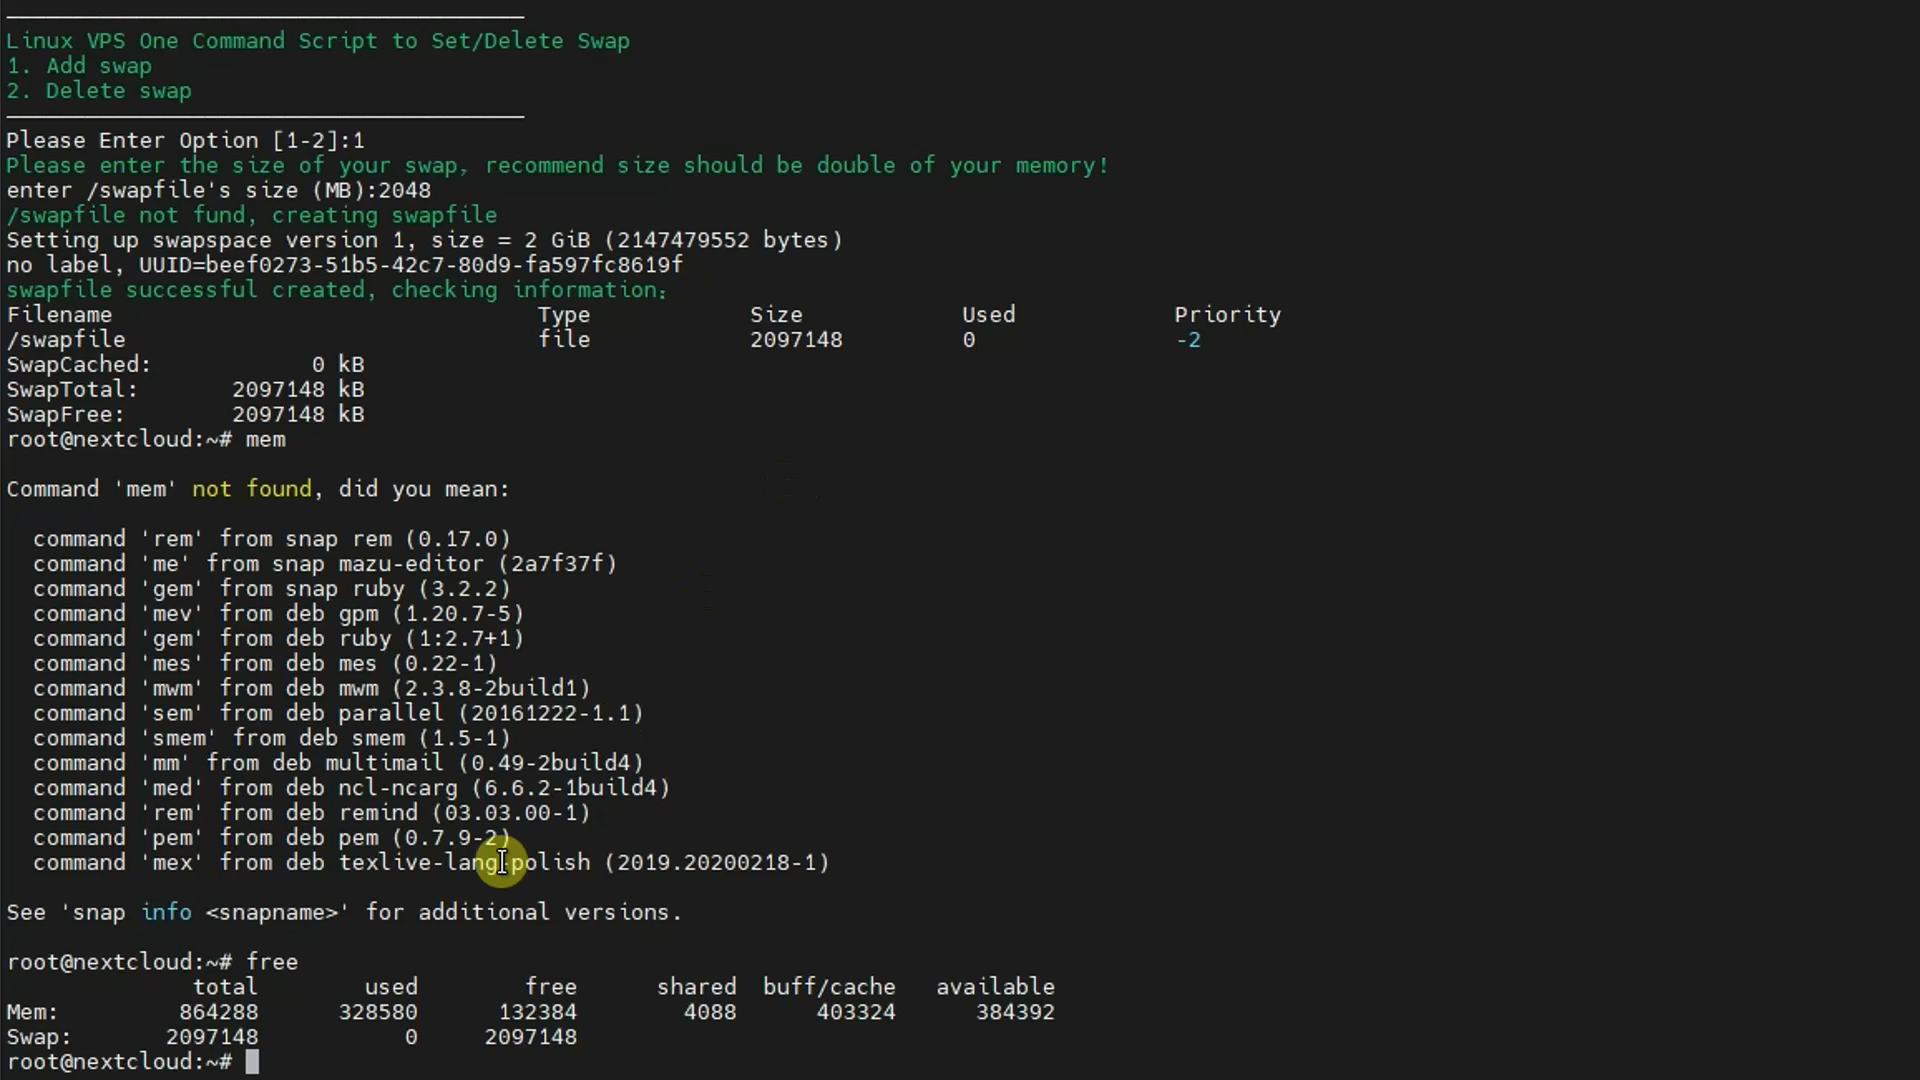 Linux VPS One Command Script to Set/Delete Swap
1. Add swap
2. Delete swap
Please Enter Option [1-2]:1
Please enter the size of your swap, recommend size should be double of your memory!
enter /swapfile's size (MB):2048
/swapfile not fund, creating swapfile
Setting up swapspace version 1, size = 2 GiB (2147479552 bytes)
no label, UUID=beef0273-51b5-42c7-80d9-fa597fc8619f
swapfile successful created, checking information:
Filename Type Size Used Priority
/swapfile file 2097148 0 -2
SwapCached: 0 kB
SwapTotal: 2097148 kB
SwapFree: 2097148 kB
root@nextcloud:~# mem
Command 'mem' not found, did you mean:
command 'rem' from snap rem (0.17.0)
command 'me' from snap mazu-editor (2a7f37f)
command 'gem' from snap ruby (3.2.2)
command 'mev' from deb gpm (1.20.7-5)
command 'gem' from deb ruby (1:2.7+1)
command 'mes' from deb mes (0.22-1)
command 'mwm' from deb mwm (2.3.8-2build1)
command 'sem' from deb parallel (20161222-1.1)
command 'smem' from deb smem (1.5-1)
command 'mm' from deb multimail (0.49-2build4)
command 'med' from deb ncl-ncarg (6.6.2-1build4)
command 'rem' from deb remind (03.03.00-1)
command 'pem' from deb pem (0.7.9-2)
command 'mex' from deb texlive-lang-polish (2019.20200218-1)
See 'snap info <snapname>' for additional versions.
root@nextcloud:~# free
total used free shared buff/cache available
Mem: 864288 328580 132384 4088 403324 384392
Swap: 2097148 0 2097148
root@nextcloud:~#